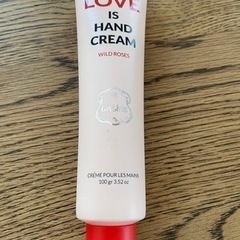 LOVE
IS
HAND
CREAM
WILD ROSES
CRÈME POUR LES MAINS
100 gr 3.52 oz